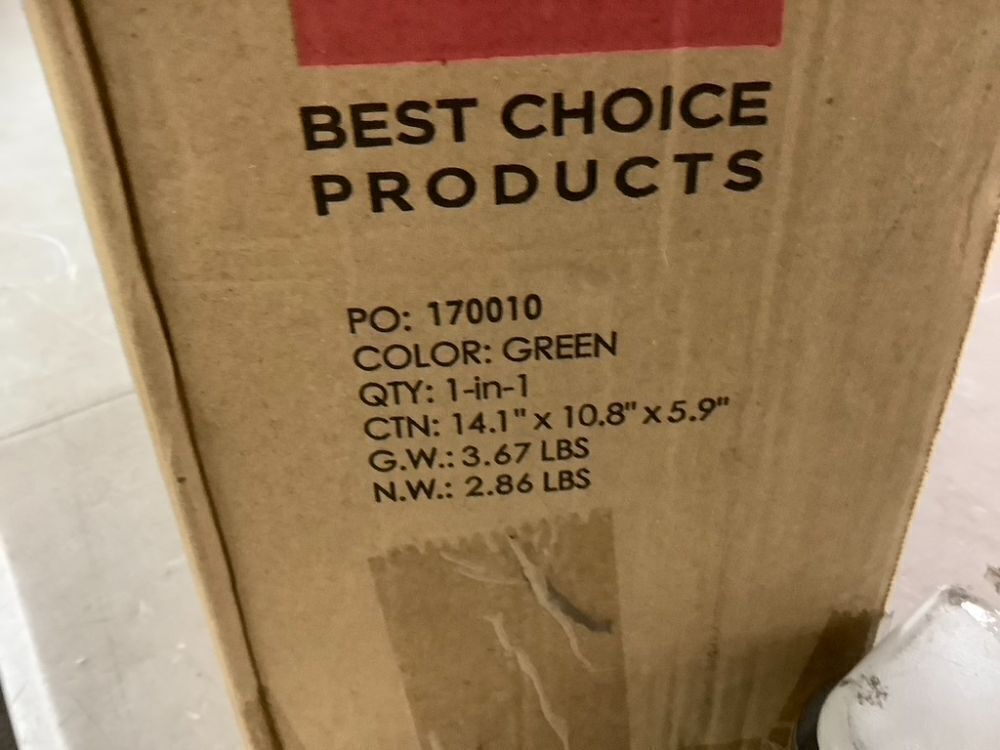 BEST CHOICE
PRODUCTS
PO: 170010
COLOR: GREEN
QTY: 1-in-1
CTN: 14.1" x 10.8" x 5.9"
G.W.: 3.67 LBS
N.W.: 2.86 LBS